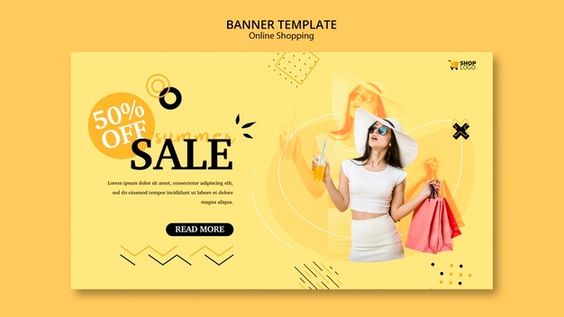 BANNER TEMPLATE
Online Shopping
SHOP
LOGO
50%
OFF
summer
SALE
Lorem ipsum dolor sit amet, consectetur adipiscing elit,
sed do eiusmod tempor incididunt ut labore et dolore
magna aliqua.
READ MORE